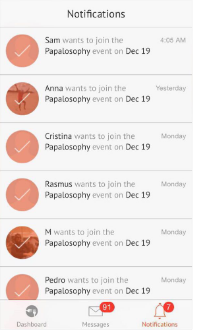 Notifications
Sam wants to join the
4:05 AM
Papalosophy event on Dec 19
Anna wants to join the
Yesterday
Papalosophy event on Dec 19
Cristina wants to join the
Monday
Papalosophy event on Dec 19
Rasmus wants to join the
Monday
Papalosophy event on Dec 19
M wants to join the
Monday
Papalosophy event on Dec 19
Pedro wants to join the
Monday
Papalosophy event on Dec 19
91
7
Dashboard
Messages
Notifications